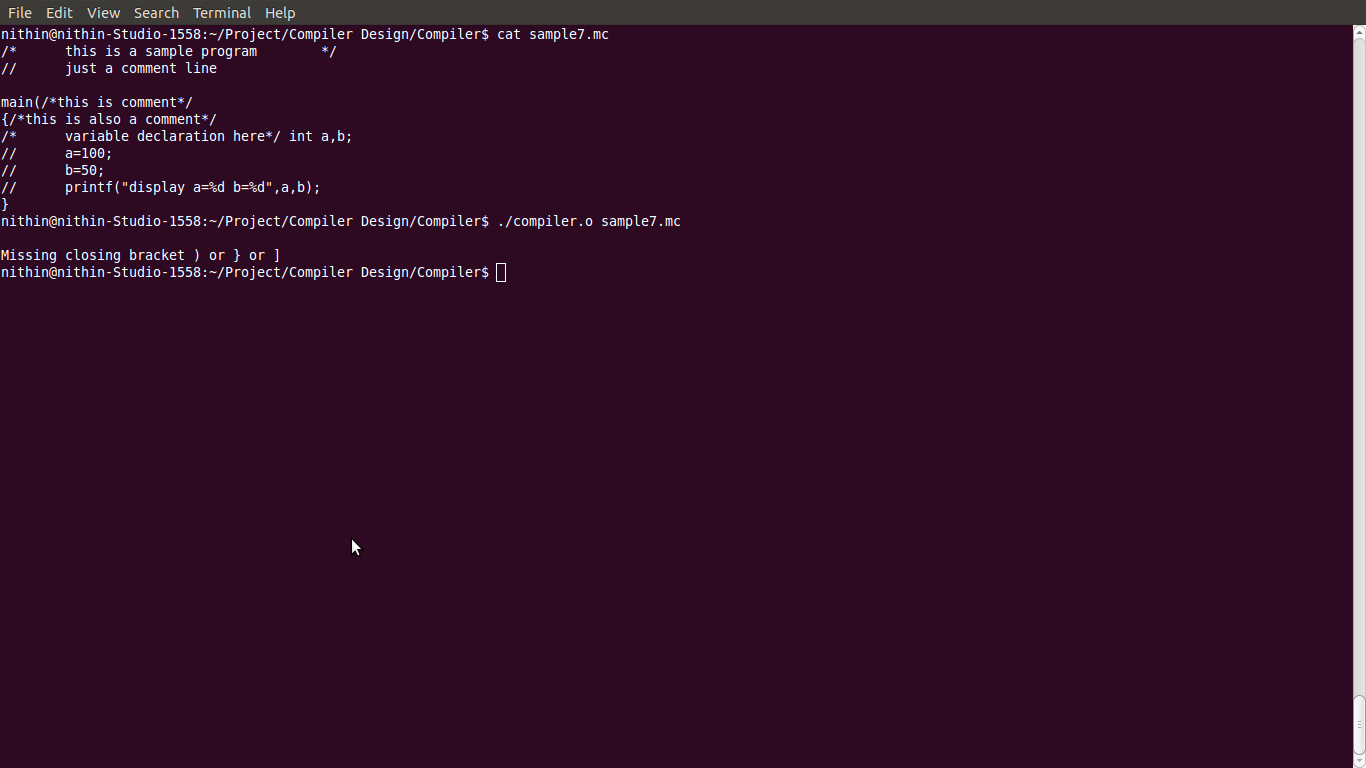 File Edit View Search Terminal Help
nithin@nithin-Studio-1558:~/Project/Compiler Design/Compiler$ cat sample7.mc
/*      this is a sample program        */
//      just a comment line

main(/*this is comment*/
{/*this is also a comment*/
/*      variable declaration here*/ int a,b;
//      a=100;
//      b=50;
//      printf("display a=%d b=%d",a,b);
}
nithin@nithin-Studio-1558:~/Project/Compiler Design/Compiler$ ./compiler.o sample7.mc

Missing closing bracket ) or } or ]
nithin@nithin-Studio-1558:~/Project/Compiler Design/Compiler$